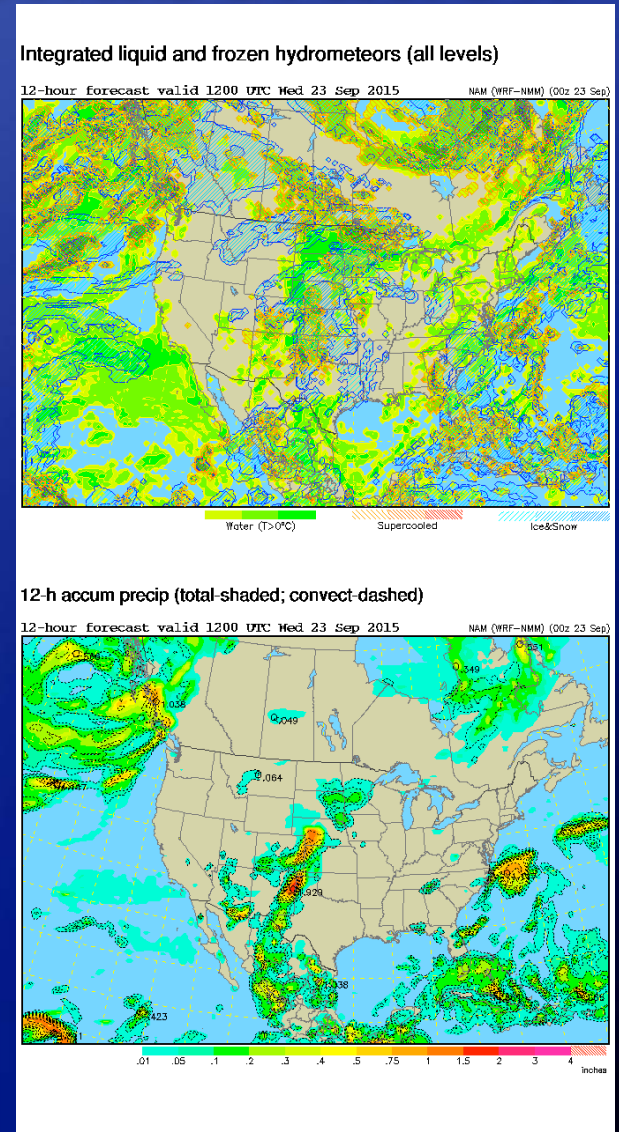 Integrated liquid and frozen hydrometeors (all levels)
12-hour forecast valid 1200 UTC Wed 23 Sep 2015 NAM (WRF-NMM) (00z 23 Sep)
Water (T>0°C) Supercooled Ice&Snow
12-h accum precip (total-shaded; convect-dashed)
12-hour forecast valid 1200 UTC Wed 23 Sep 2015 NAM (WRF-NMM) (00z 23 Sep)
.551
.349
1.038
.049
.064
1.038
.423
.01 .05 .1 .2 .3 .4 .5 .75 1 1.5 2 3 4
inches